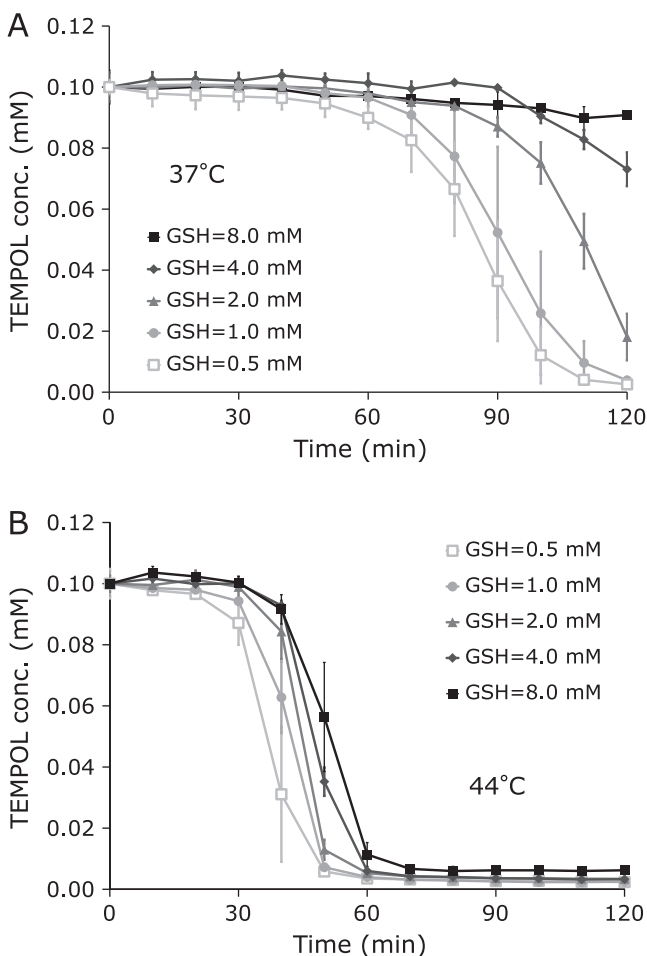 A
TEMPOL conc. (mM)
0.12
0.10
0.08
0.06
0.04
0.02
0.00
37°C
GSH=8.0 mM
GSH=4.0 mM
GSH=2.0 mM
GSH=1.0 mM
GSH=0.5 mM
0 30 60 90 120
Time (min)
B
TEMPOL conc. (mM)
0.12
0.10
0.08
0.06
0.04
0.02
0.00
GSH=0.5 mM
GSH=1.0 mM
GSH=2.0 mM
GSH=4.0 mM
GSH=8.0 mM
44°C
0 30 60 90 120
Time (min)